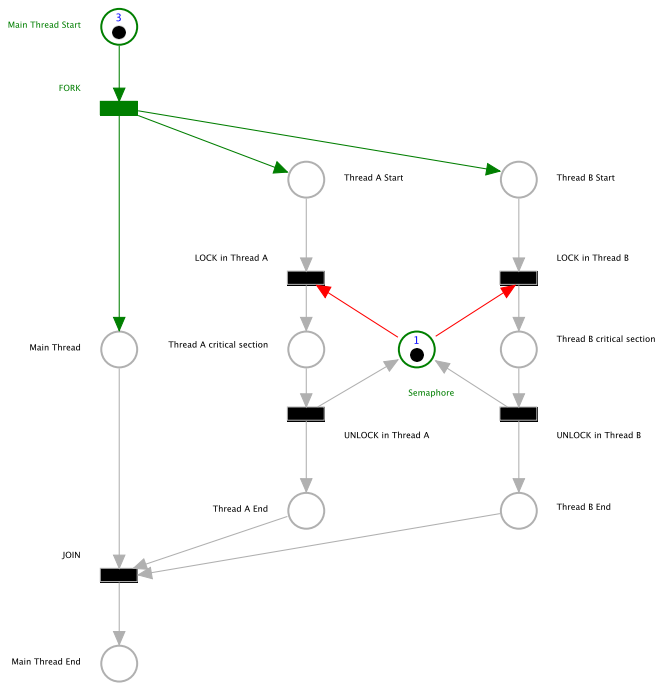 3
Main Thread Start
FORK
Thread A Start
Thread B Start
LOCK in Thread A
LOCK in Thread B
Main Thread
Thread A critical section
1
Thread B critical section
Semaphore
UNLOCK in Thread A
UNLOCK in Thread B
Thread A End
Thread B End
JOIN
Main Thread End